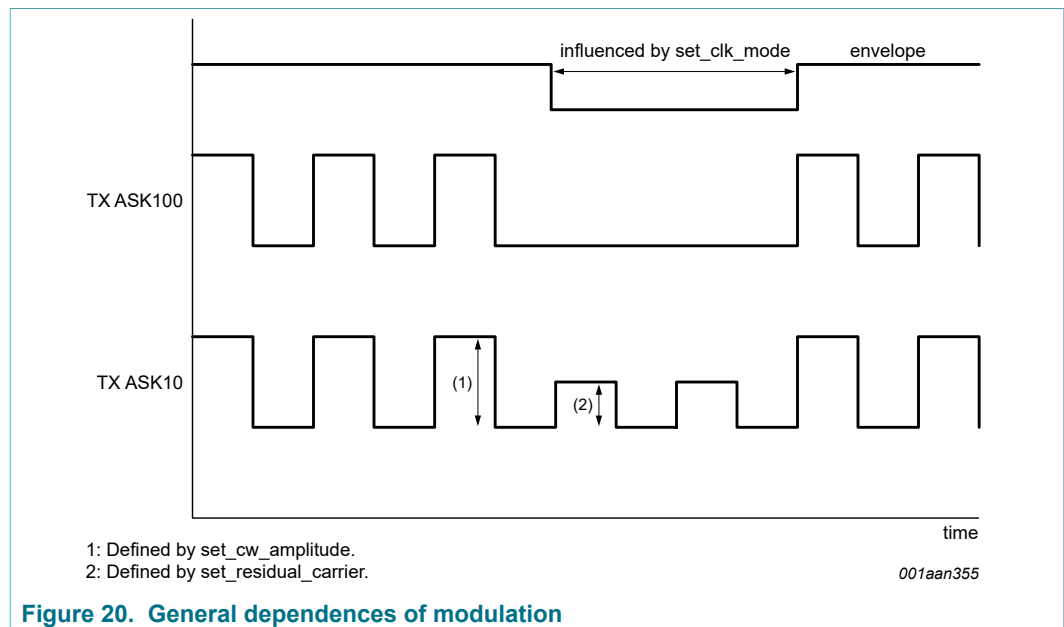 influenced by set_clk_mode
envelope
TX ASK100
TX ASK10
(1)
(2)
time
1: Defined by set_cw_amplitude.
2: Defined by set_residual_carrier.
001aan355
Figure 20. General dependences of modulation